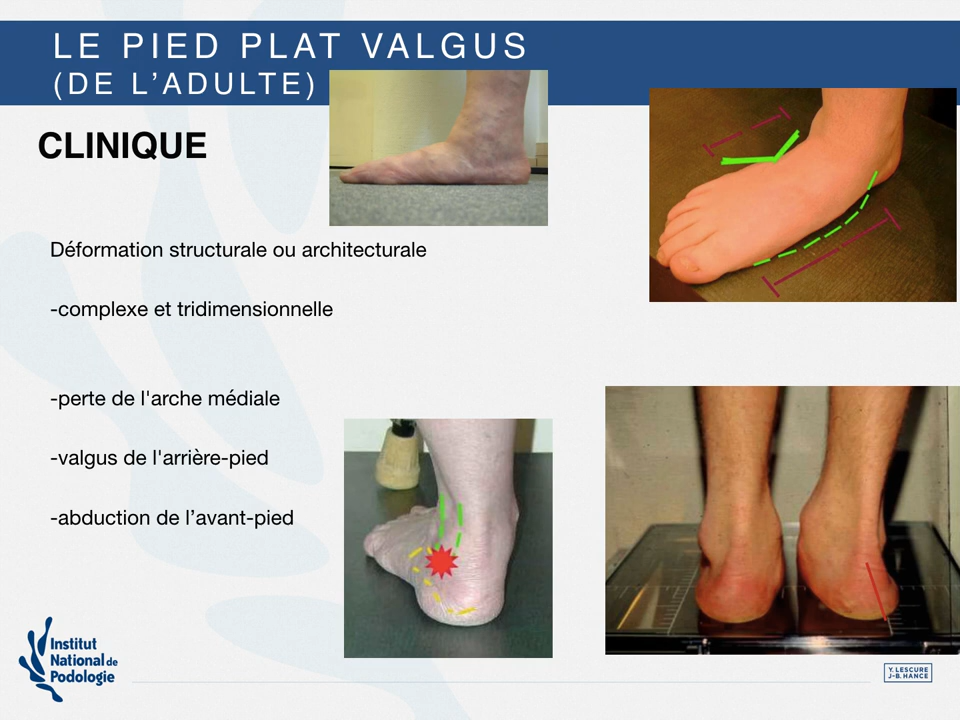 LE PIED PLAT VALGUS
(DE L’ADULTE)
CLINIQUE
Déformation structurale ou architecturale
-complexe et tridimensionnelle
-perte de l'arche médiale
-valgus de l'arrière-pied
-abduction de l’avant-pied
Institut
National de
Podologie
Y. LESCURE
J-B. HANCE